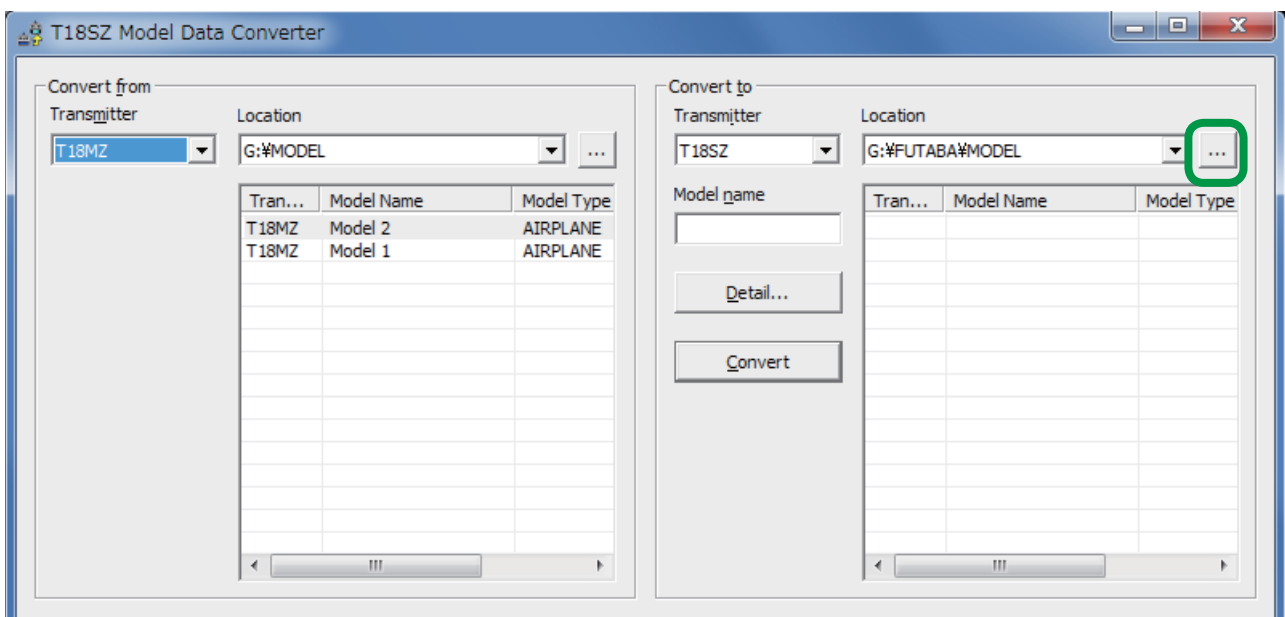 T18SZ Model Data Converter
Convert from
Transmitter Location
T18MZ G:¥MODEL ...
Tran... Model Name Model Type
T18MZ Model 2 AIRPLANE
T18MZ Model 1 AIRPLANE
Convert to
Transmitter Location
T18SZ G:¥FUTABA¥MODEL ...
Model name
Tran... Model Name Model Type
Detail...
Convert